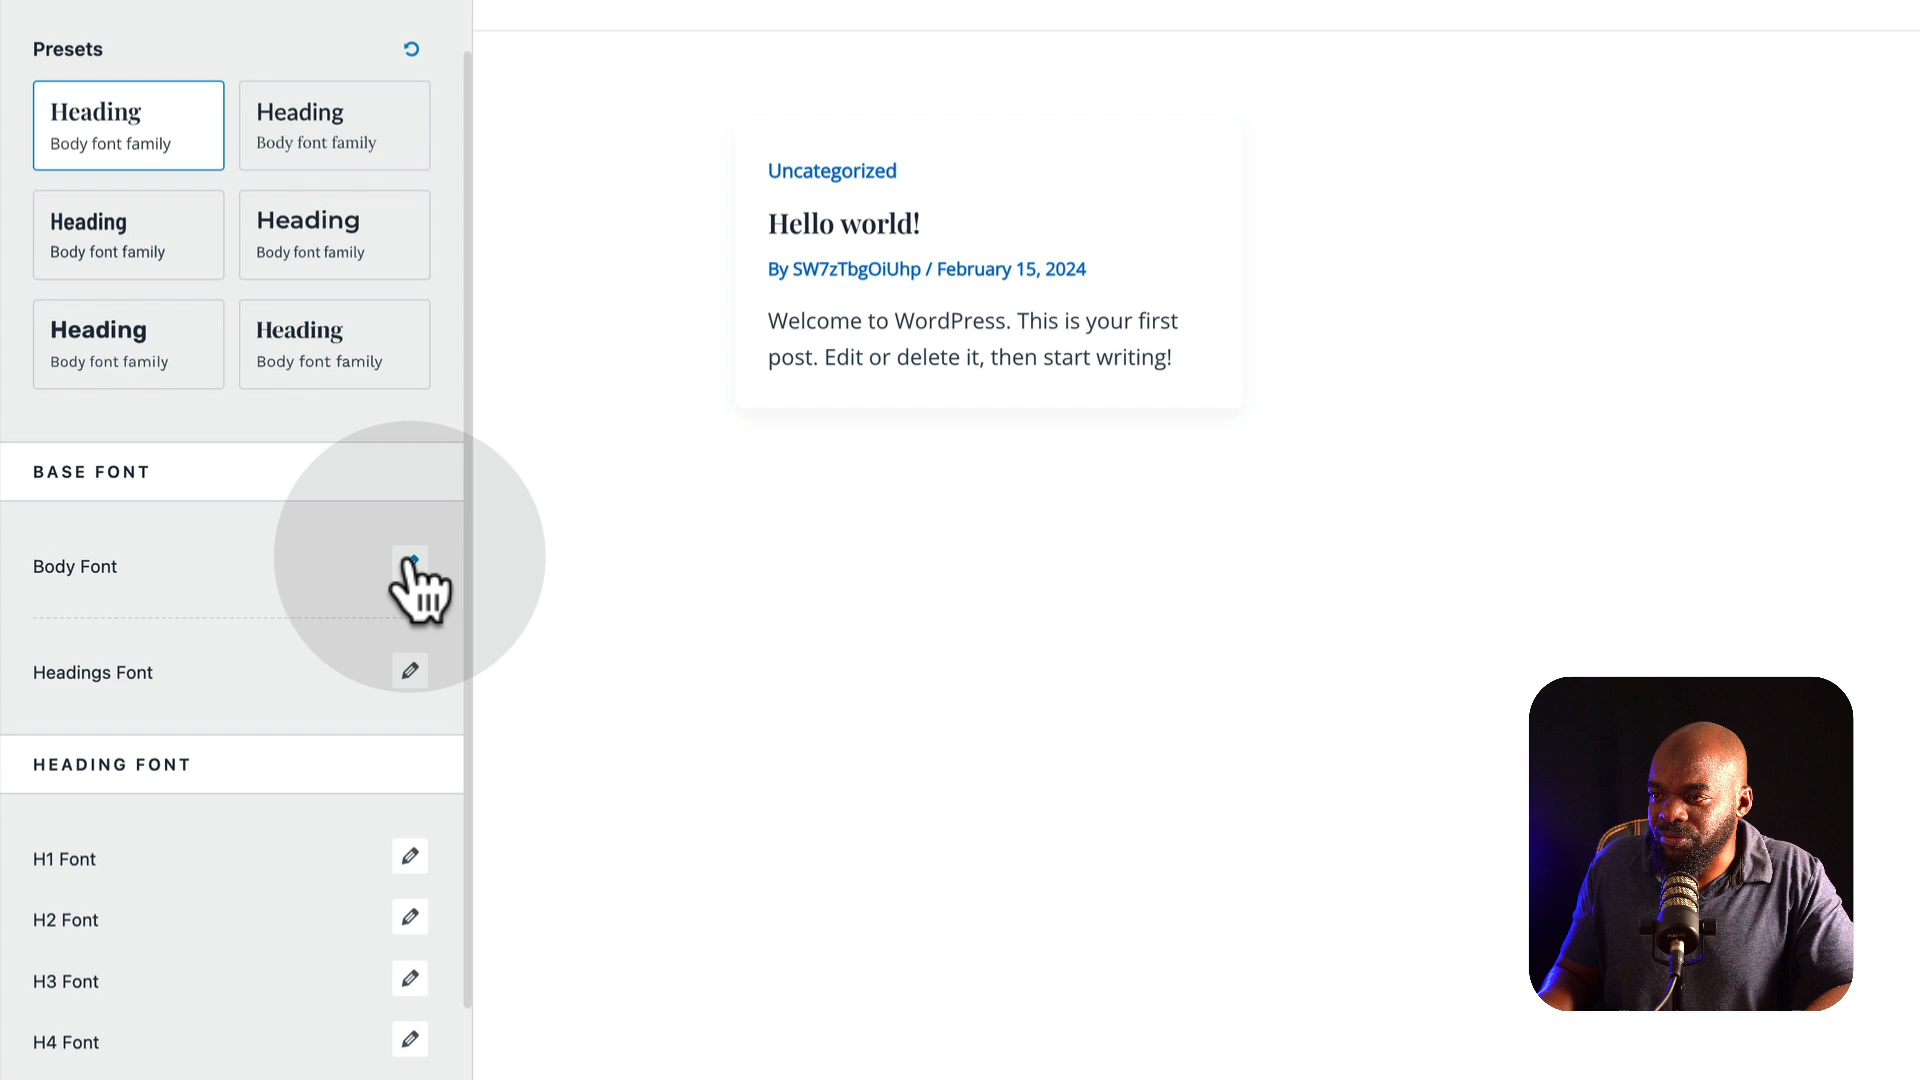 Presets
Heading
Body font family
Heading
Body font family
Heading
Body font family
Heading
Body font family
Heading
Body font family
Heading
Body font family
BASE FONT
Body Font
Headings Font
HEADING FONT
H1 Font
H2 Font
H3 Font
H4 Font
Uncategorized
Hello world!
By SW7zTbgOiUhp / February 15, 2024
Welcome to WordPress. This is your first
post. Edit or delete it, then start writing!